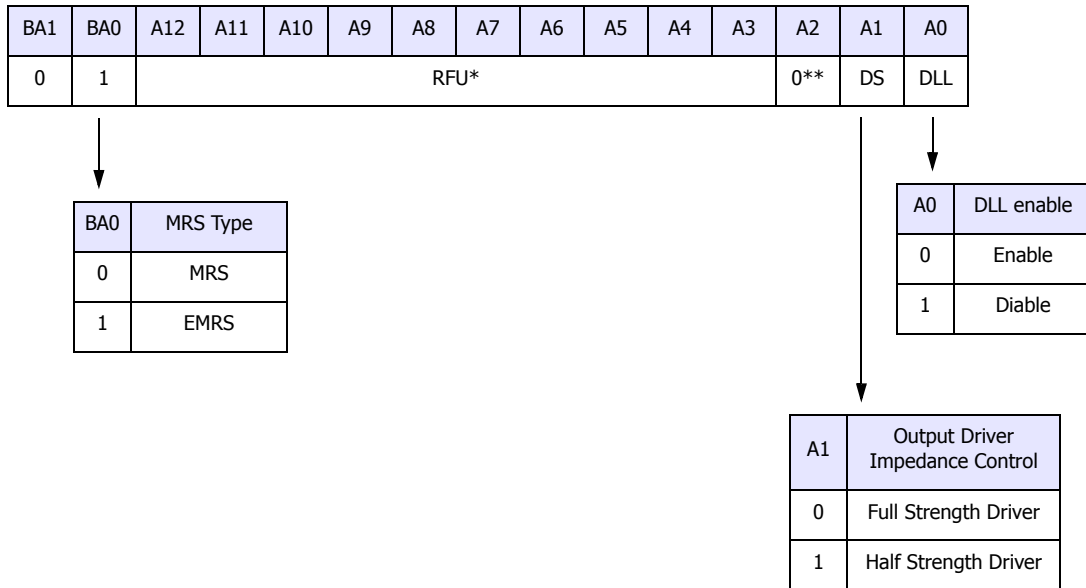 BA1 BA0 A12 A11 A10 A9 A8 A7 A6 A5 A4 A3 A2 A1 A0
0 1 RFU* 0** DS DLL
BA0 MRS Type
0 MRS
1 EMRS
A0 DLL enable
0 Enable
1 Diable
A1 Output Driver
Impedance Control
0 Full Strength Driver
1 Half Strength Driver